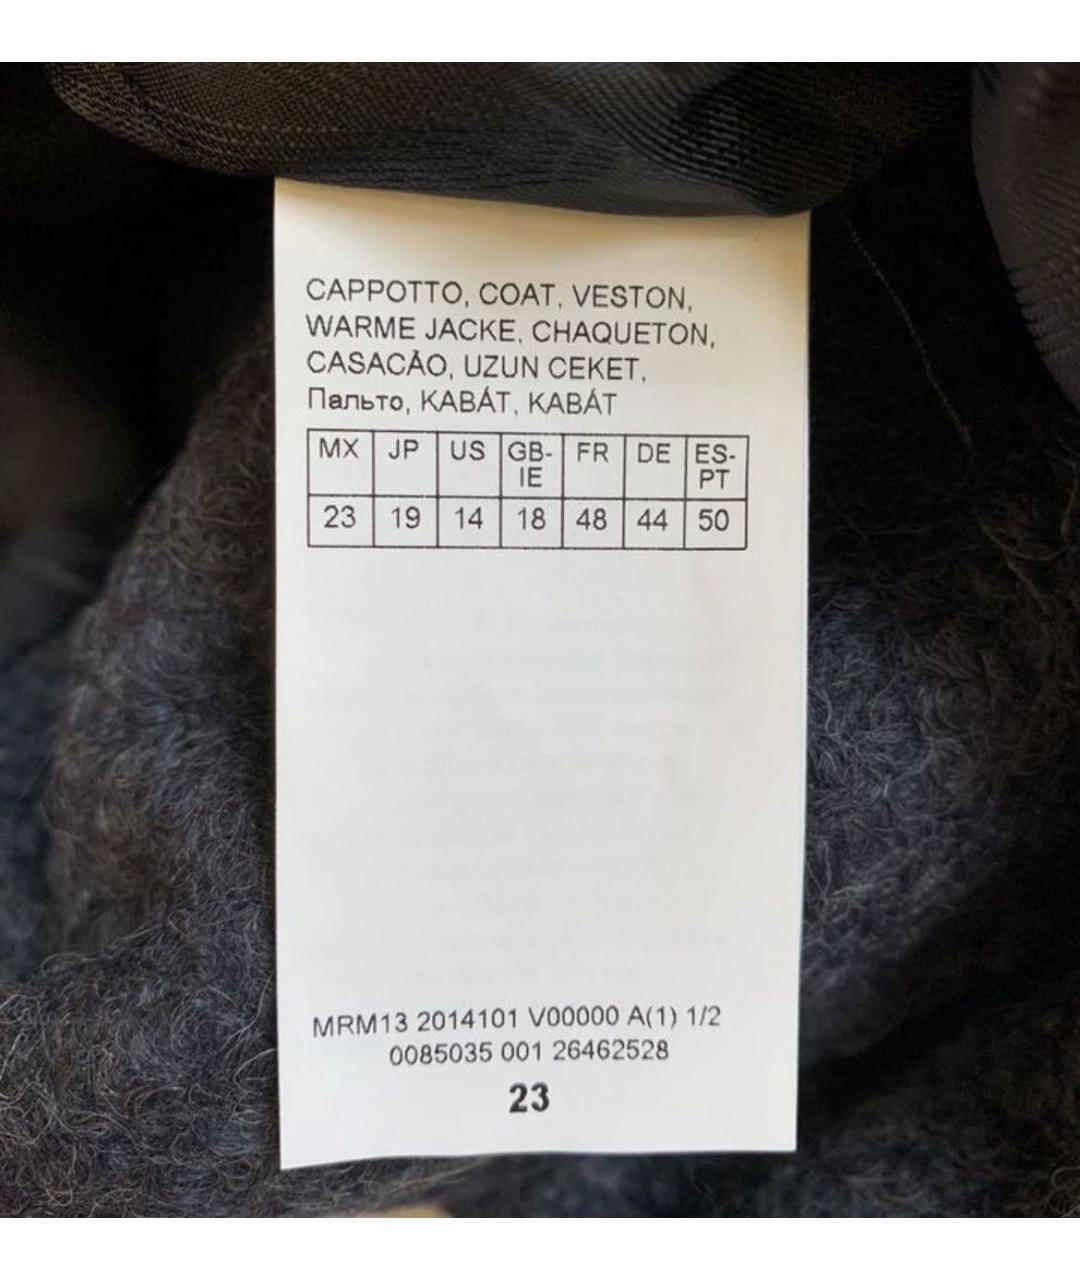 CAPPOTTO, COAT, VESTON,
WARME JACKE, CHAQUETON,
CASACÃO, UZUN CEKET,
Пальто, KABÁT, KABÁT
MX JP US GB-IE FR DE ES-PT
23 19 14 18 48 44 50
MRM13 2014101 V00000 A(1) 1/2
0085035 001 26462528
23